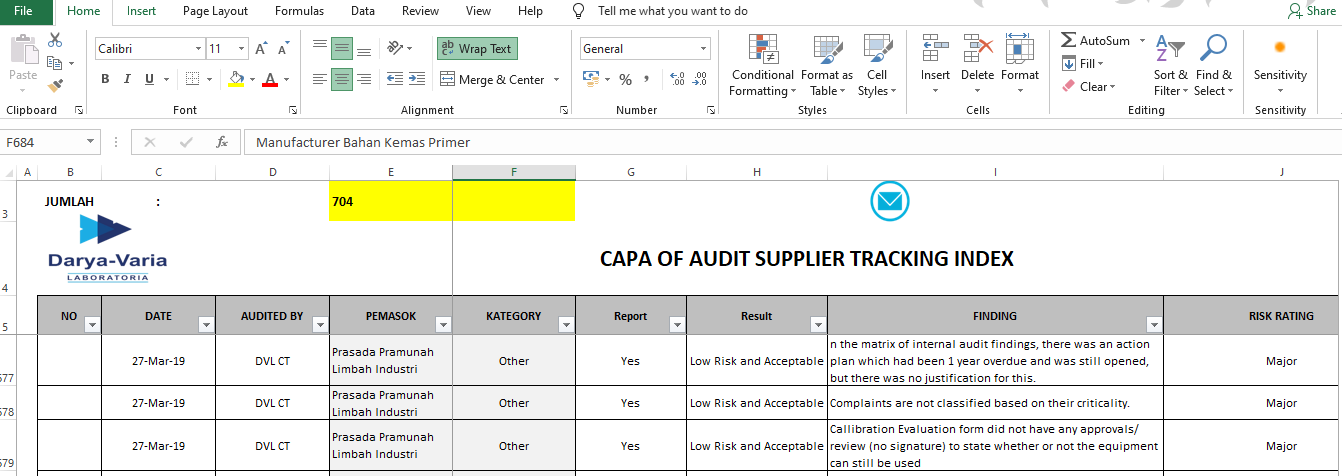 File Home Insert Page Layout Formulas Data Review View Help Tell me what you want to do Share
Paste
Clipboard
Calibri 11 A A
B I U A
Font
ab Wrap Text
Merge & Center
Alignment
General
% , .00
Number
Conditional Formatting
Format as Table
Cell Styles
Styles
Insert Delete Format
Cells
AutoSum
Fill
Clear
Sort & Filter
Find & Select
Editing
Sensitivity
Sensitivity
F684 fx Manufacturer Bahan Kemas Primer
A B C D E F G H I J
3 JUMLAH : 704
Darya-Varia
LABORATORIA
4 CAPA OF AUDIT SUPPLIER TRACKING INDEX
5 NO DATE AUDITED BY PEMASOK KATEGORY Report Result FINDING RISK RATING
577 27-Mar-19 DVL CT Prasada Pramunah Limbah Industri Other Yes Low Risk and Acceptable n the matrix of internal audit findings, there was an action plan which had been 1 year overdue and was still opened, but there was no justification for this. Major
578 27-Mar-19 DVL CT Prasada Pramunah Limbah Industri Other Yes Low Risk and Acceptable Complaints are not classified based on their criticality. Major
579 27-Mar-19 DVL CT Prasada Pramunah Limbah Industri Other Yes Low Risk and Acceptable Callibration Evaluation form did not have any approvals/ review (no signature) to state whether or not the equipment can still be used Major